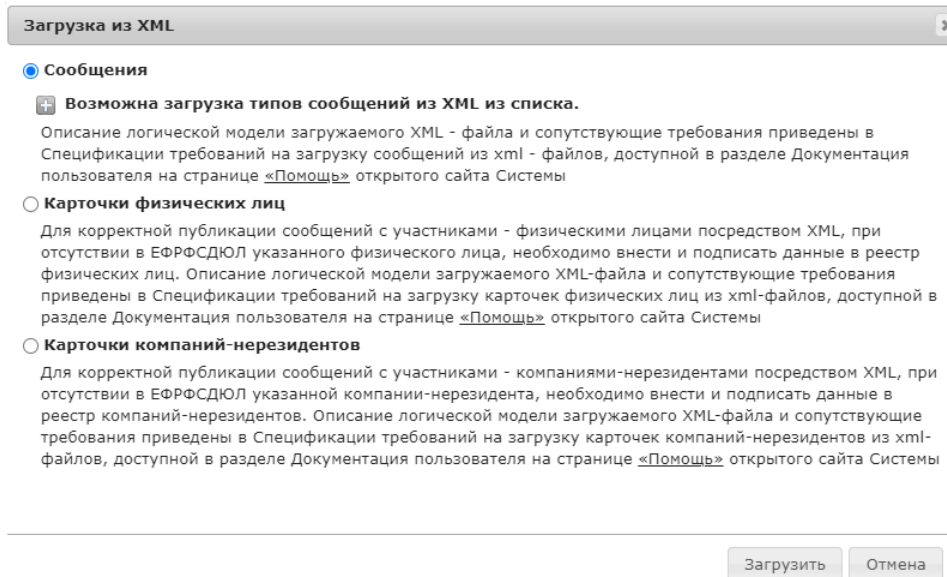 Загрузка из XML
Сообщения
Возможна загрузка типов сообщений из XML из списка.
Описание логической модели загружаемого XML - файла и сопутствующие требования приведены в
Спецификации требований на загрузку сообщений из xml - файлов, доступной в разделе Документация
пользователя на странице «Помощь» открытого сайта Системы
Карточки физических лиц
Для корректной публикации сообщений с участниками - физическими лицами посредством XML, при
отсутствии в ЕФРФСДЮЛ указанного физического лица, необходимо внести и подписать данные в реестр
физических лиц. Описание логической модели загружаемого XML-файла и сопутствующие требования
приведены в Спецификации требований на загрузку карточек физических лиц из xml-файлов, доступной в
разделе Документация пользователя на странице «Помощь» открытого сайта Системы
Карточки компаний-нерезидентов
Для корректной публикации сообщений с участниками - компаниями-нерезидентами посредством XML, при
отсутствии в ЕФРФСДЮЛ указанной компании-нерезидента, необходимо внести и подписать данные в
реестр компаний-нерезидентов. Описание логической модели загружаемого XML-файла и сопутствующие
требования приведены в Спецификации требований на загрузку карточек компаний-нерезидентов из xml-
файлов, доступной в разделе Документация пользователя на странице «Помощь» открытого сайта Системы
Загрузить Отмена